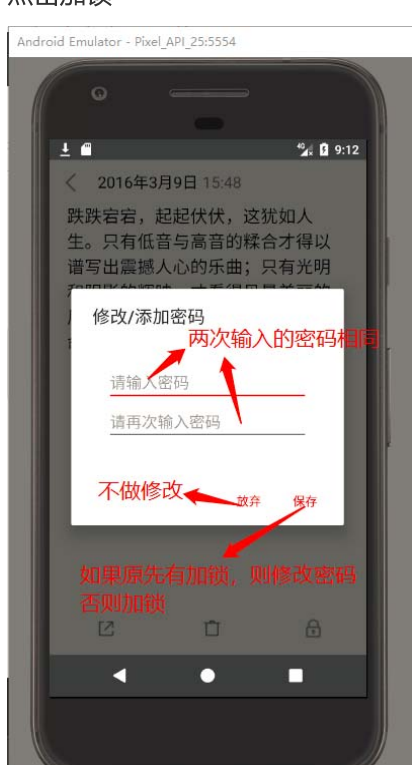 点击加锁
Android Emulator - Pixel_API_25:5554
4G 9:12
2016年3月9日 15:48
跌跌宕宕，起起伏伏，这犹如人
生。只有低音与高音的糅合才得以
谱写出震撼人心的乐曲；只有光明
修改/添加密码
两次输入的密码相同
请输入密码
请再次输入密码
不做修改
放弃 保存
如果原先有加锁，则修改密码
否则加锁